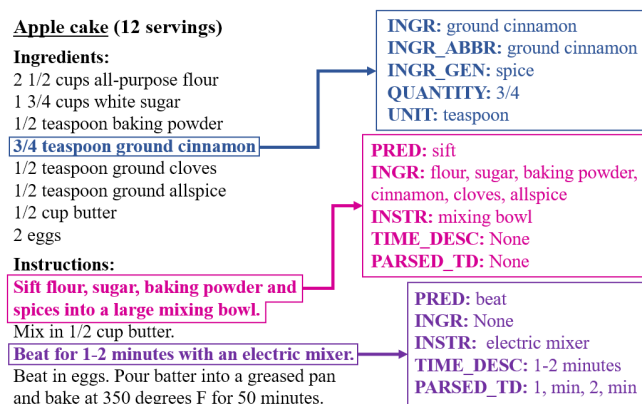 Apple cake (12 servings)
Ingredients:
2 1/2 cups all-purpose flour
1 3/4 cups white sugar
1/2 teaspoon baking powder
3/4 teaspoon ground cinnamon
1/2 teaspoon ground cloves
1/2 teaspoon ground allspice
1/2 cup butter
2 eggs
Instructions:
Sift flour, sugar, baking powder and
spices into a large mixing bowl.
Mix in 1/2 cup butter.
Beat for 1-2 minutes with an electric mixer.
Beat in eggs. Pour batter into a greased pan
and bake at 350 degrees F for 50 minutes.
INGR: ground cinnamon
INGR_ABBR: ground cinnamon
INGR_GEN: spice
QUANTITY: 3/4
UNIT: teaspoon
PRED: sift
INGR: flour, sugar, baking powder,
cinnamon, cloves, allspice
INSTR: mixing bowl
TIME_DESC: None
PARSED_TD: None
PRED: beat
INGR: None
INSTR: electric mixer
TIME_DESC: 1-2 minutes
PARSED_TD: 1, min, 2, min